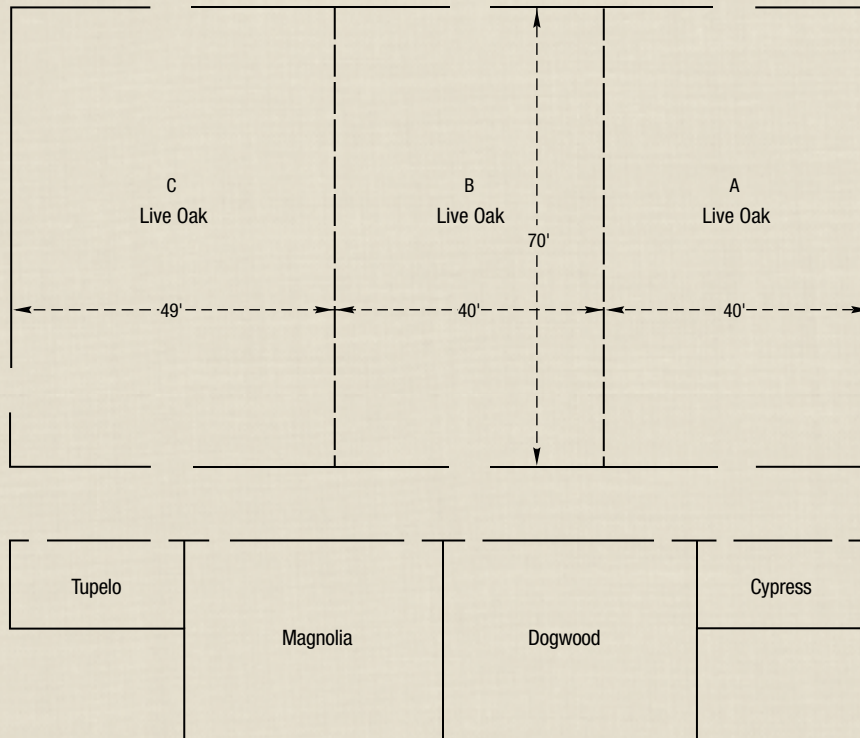 C
Live Oak
B
Live Oak
A
Live Oak
70'
49'
40'
40'
Tupelo
Cypress
Magnolia
Dogwood